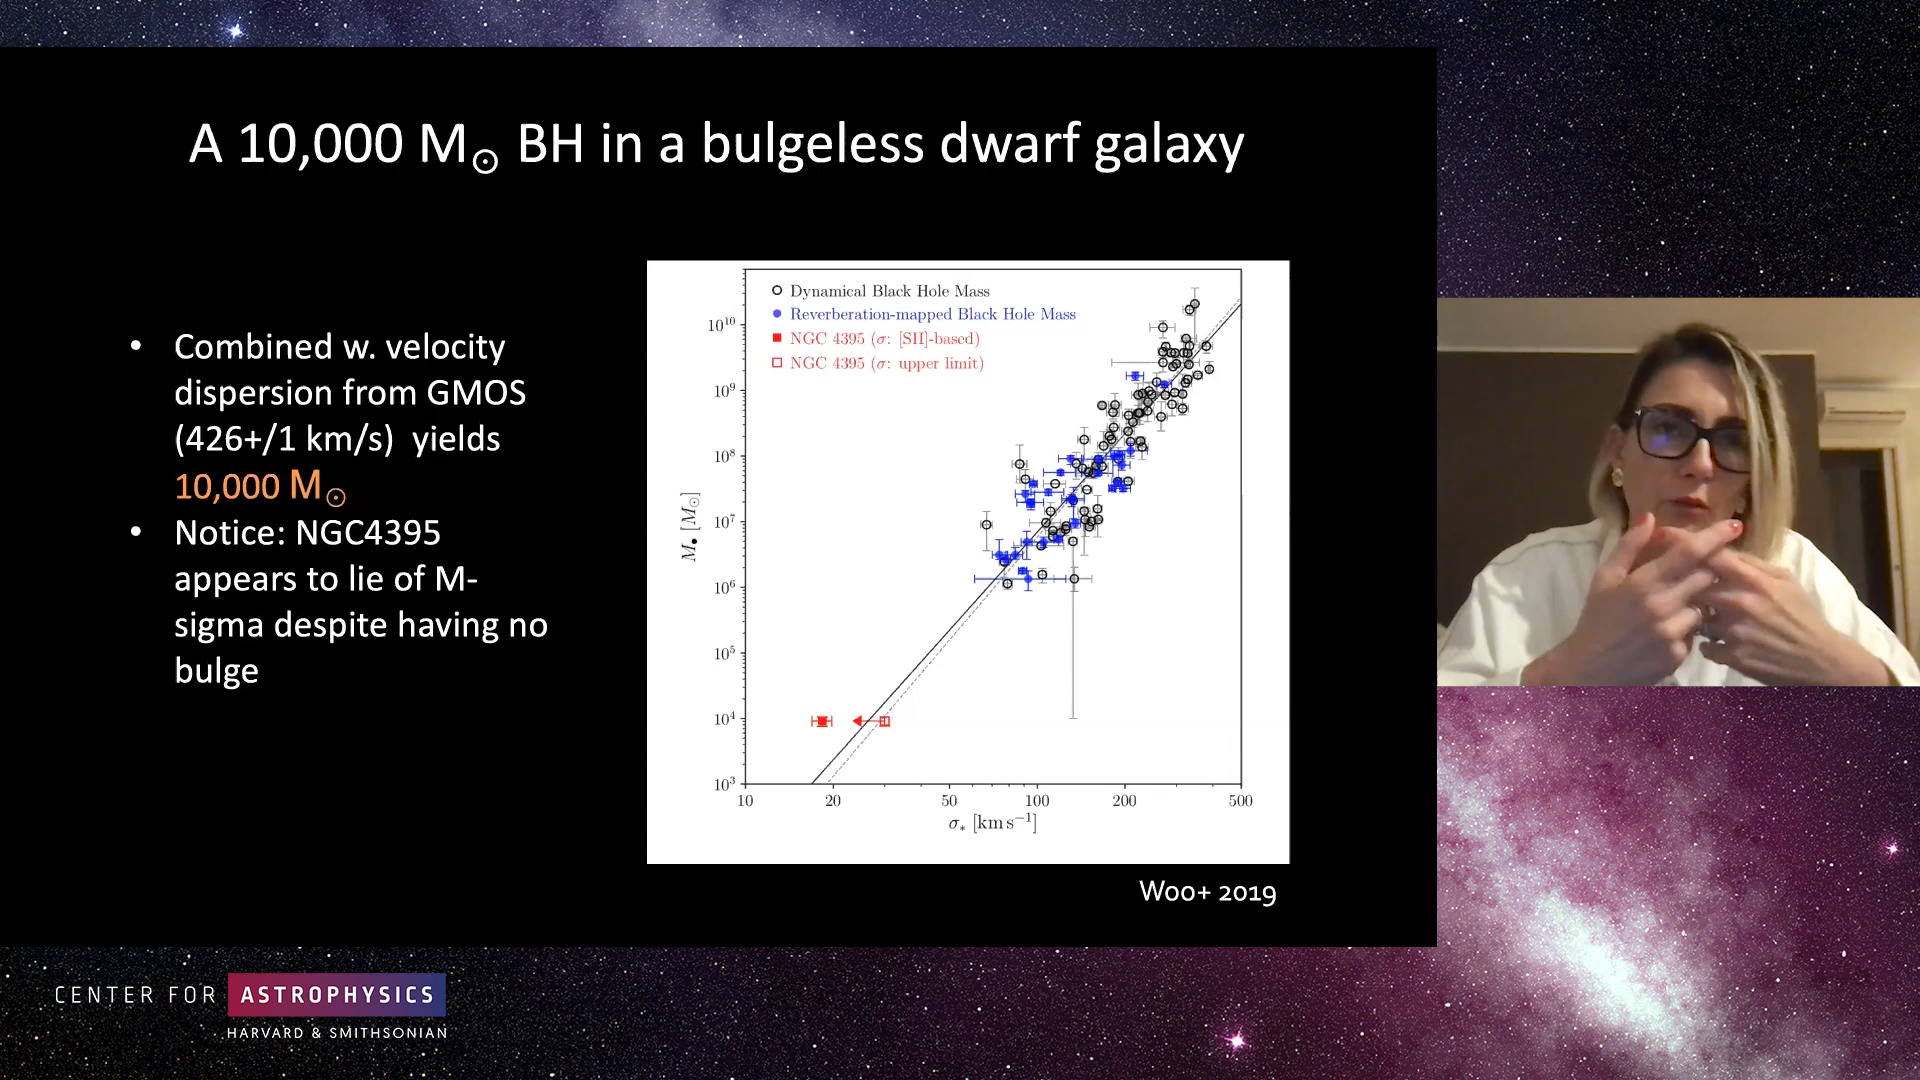 A 10,000 M☉ BH in a bulgeless dwarf galaxy
• Combined w. velocity
dispersion from GMOS
(426+/1 km/s) yields
10,000 M☉
• Notice: NGC4395
appears to lie of M-
sigma despite having no
bulge
Dynamical Black Hole Mass
Reverberation-mapped Black Hole Mass
NGC 4395 (σ: [SII]-based)
NGC 4395 (σ: upper limit)
10¹⁰
10⁹
10⁸
10⁷
10⁶
10⁵
10⁴
10³
M• [M☉]
10 20 50 100 200 500
σ* [km s⁻¹]
Woo+ 2019
CENTER FOR ASTROPHYSICS
HARVARD & SMITHSONIAN